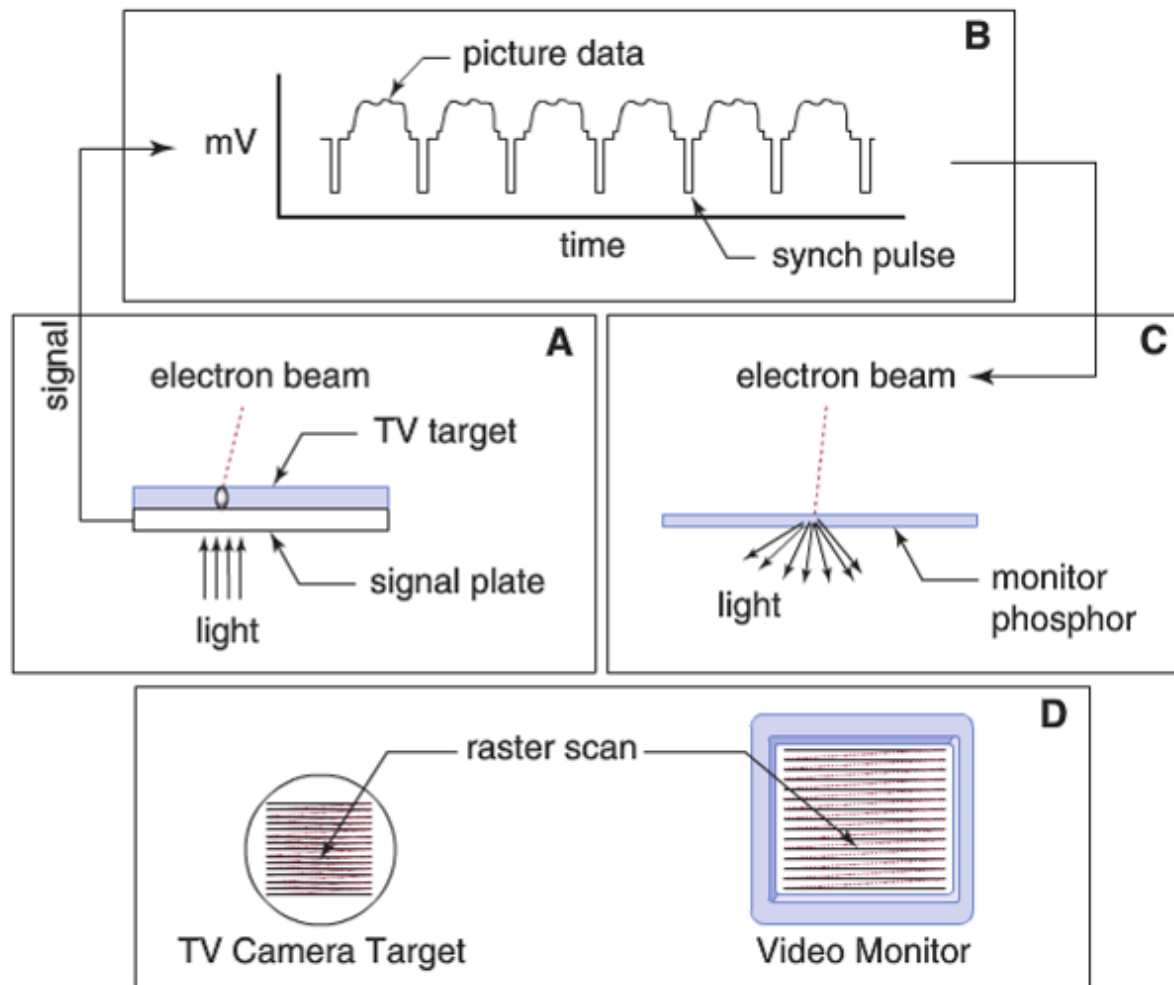 B
picture data
mV
time
synch pulse
signal
A
electron beam
TV target
signal plate
light
C
electron beam
light
monitor
phosphor
D
raster scan
TV Camera Target
Video Monitor